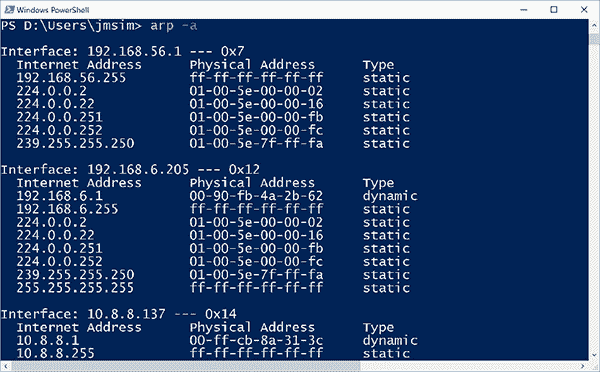 Windows PowerShell
PS D:\Users\jmsim> arp -a
Interface: 192.168.56.1 --- 0x7
Internet Address Physical Address Type
192.168.56.255 ff-ff-ff-ff-ff-ff static
224.0.0.2 01-00-5e-00-00-02 static
224.0.0.22 01-00-5e-00-00-16 static
224.0.0.251 01-00-5e-00-00-fb static
224.0.0.252 01-00-5e-00-00-fc static
239.255.255.250 01-00-5e-7f-ff-fa static
Interface: 192.168.6.205 --- 0x12
Internet Address Physical Address Type
192.168.6.1 00-90-fb-4a-2b-62 dynamic
192.168.6.255 ff-ff-ff-ff-ff-ff static
224.0.0.2 01-00-5e-00-00-02 static
224.0.0.22 01-00-5e-00-00-16 static
224.0.0.251 01-00-5e-00-00-fb static
224.0.0.252 01-00-5e-00-00-fc static
239.255.255.250 01-00-5e-7f-ff-fa static
255.255.255.255 ff-ff-ff-ff-ff-ff static
Interface: 10.8.8.137 --- 0x14
Internet Address Physical Address Type
10.8.8.1 00-ff-cb-8a-31-3c dynamic
10.8.8.255 ff-ff-ff-ff-ff-ff static